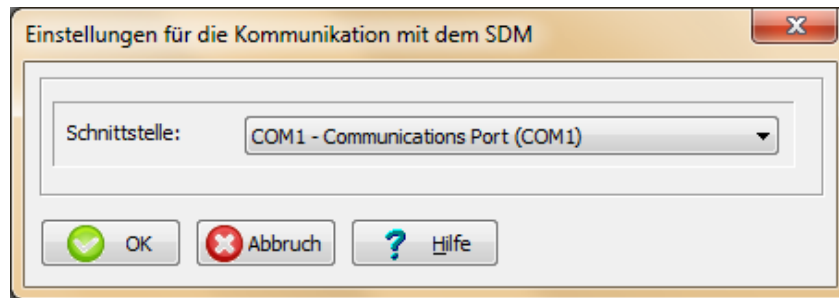 Einstellungen für die Kommunikation mit dem SDM
Schnittstelle: COM1 - Communications Port (COM1)
OK Abbruch ? Hilfe